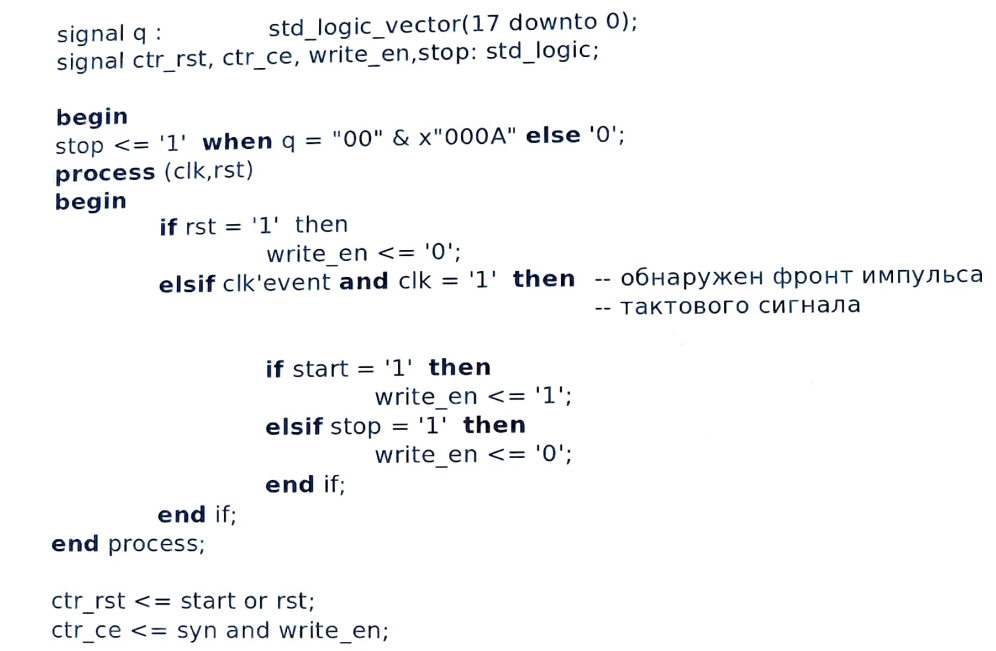 signal q :            std_logic_vector(17 downto 0);
signal ctr_rst, ctr_ce, write_en,stop: std_logic;

begin
stop <= '1'  when q = "00" & x"000A" else '0';
process (clk,rst)
begin
        if rst = '1'  then
                write_en <= '0';
        elsif clk'event and clk = '1'  then  -- обнаружен фронт импульса
                                             -- тактового сигнала

                if start = '1'  then
                        write_en <= '1';
                elsif stop = '1'  then
                        write_en <= '0';
                end if;
        end if;
end process;

ctr_rst <= start or rst;
ctr_ce <= syn and write_en;